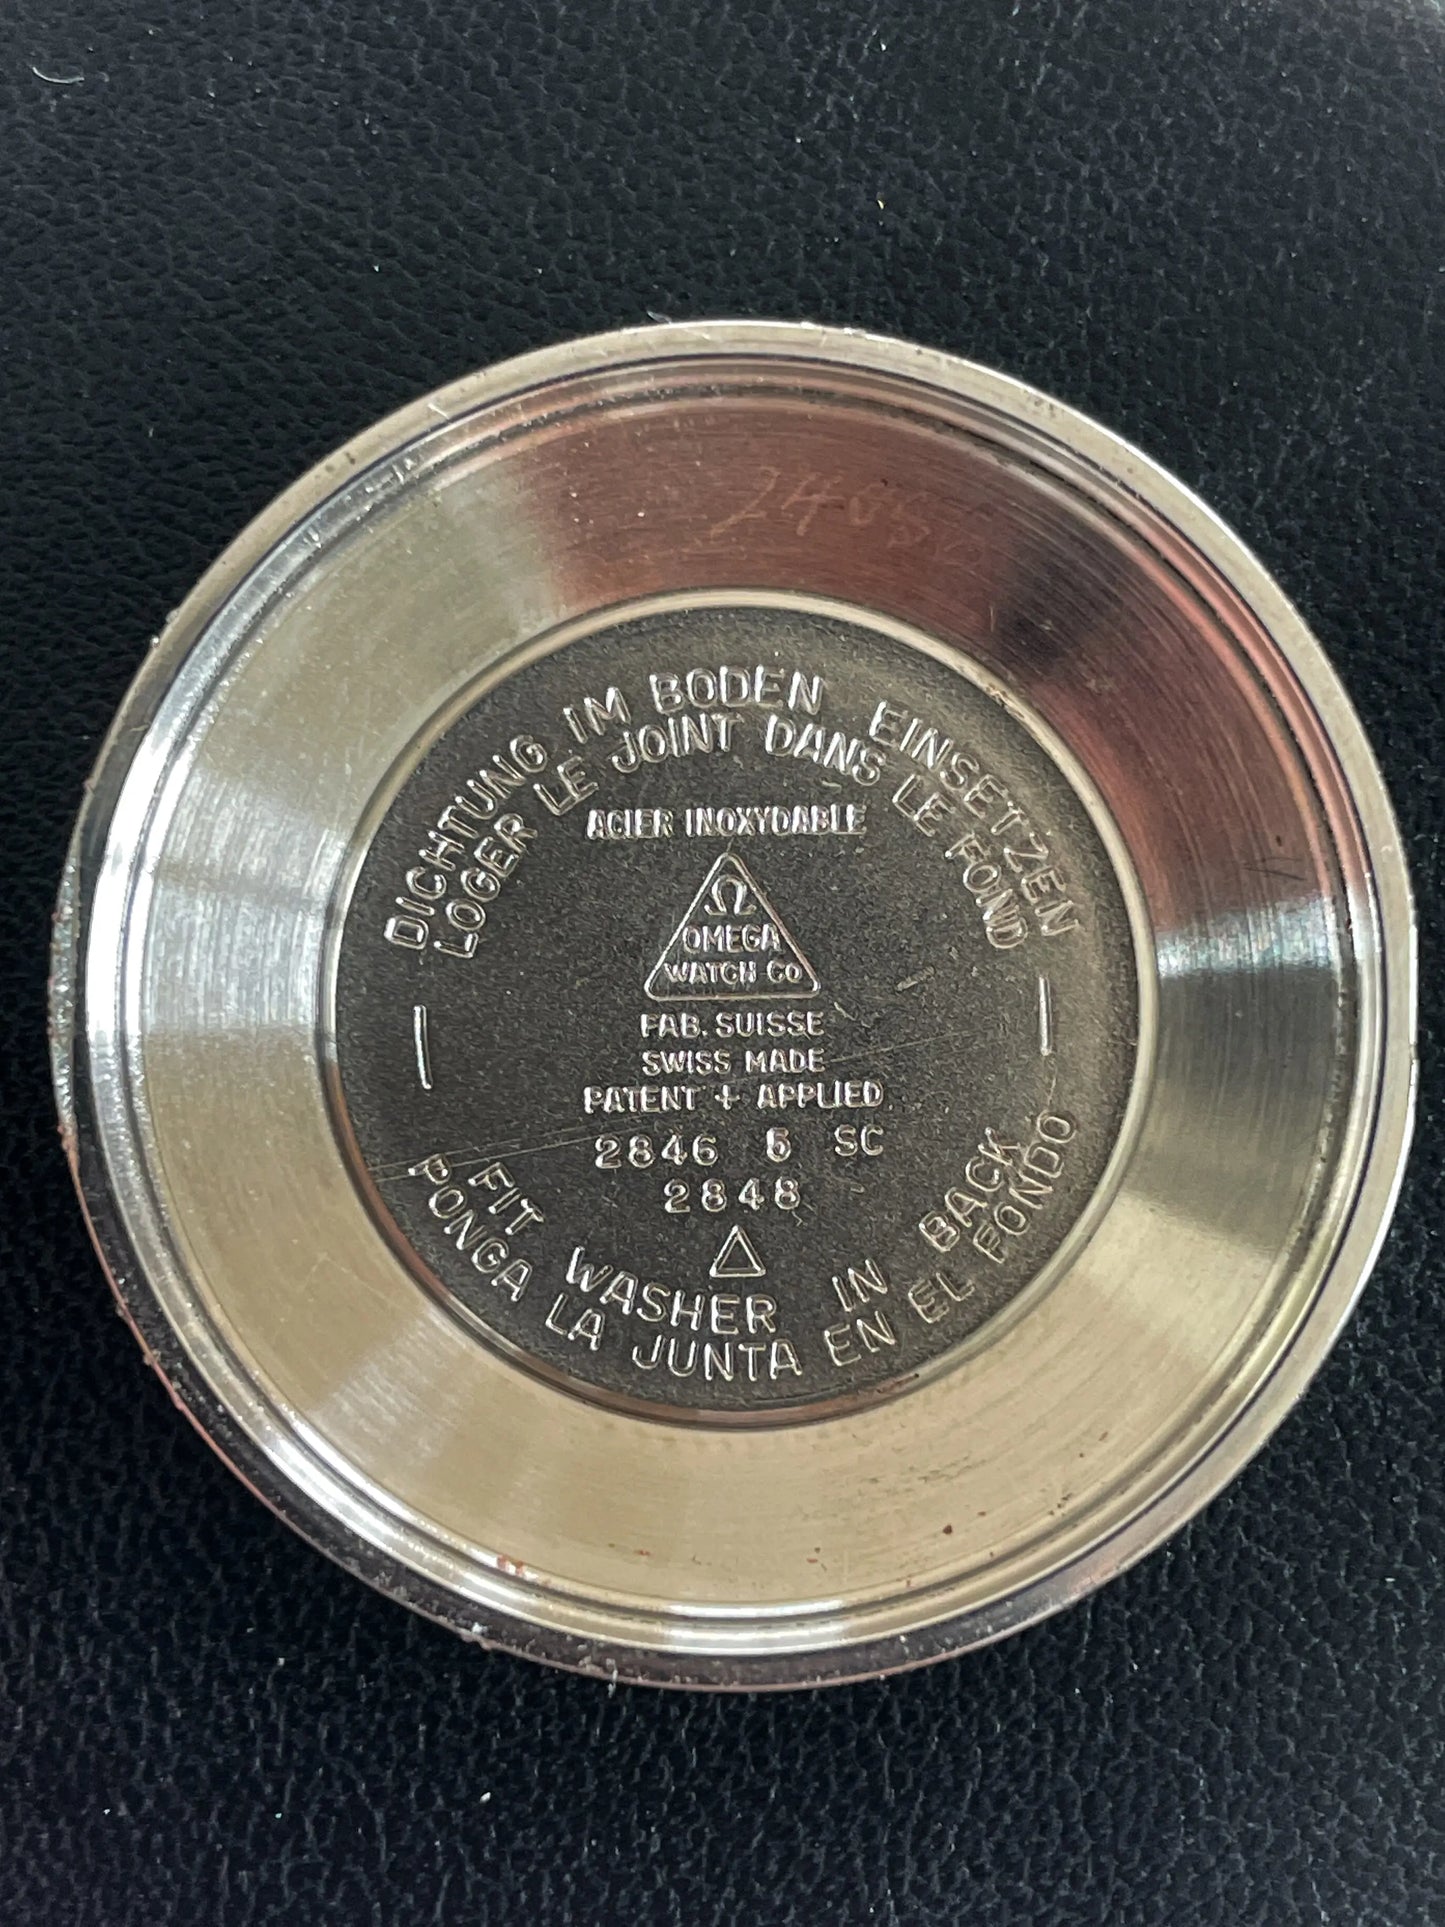 2405
DICHTUNG IM BODEN EINSETZEN
LOGER LE JOINT DANS LE FOND
ACIER INOXYDABLE
Ω
OMEGA
WATCH Co
FAB. SUISSE
SWISS MADE
PATENT + APPLIED
2846 5 SC
2848
FIT WASHER IN BACK
PONGA LA JUNTA EN EL FONDO